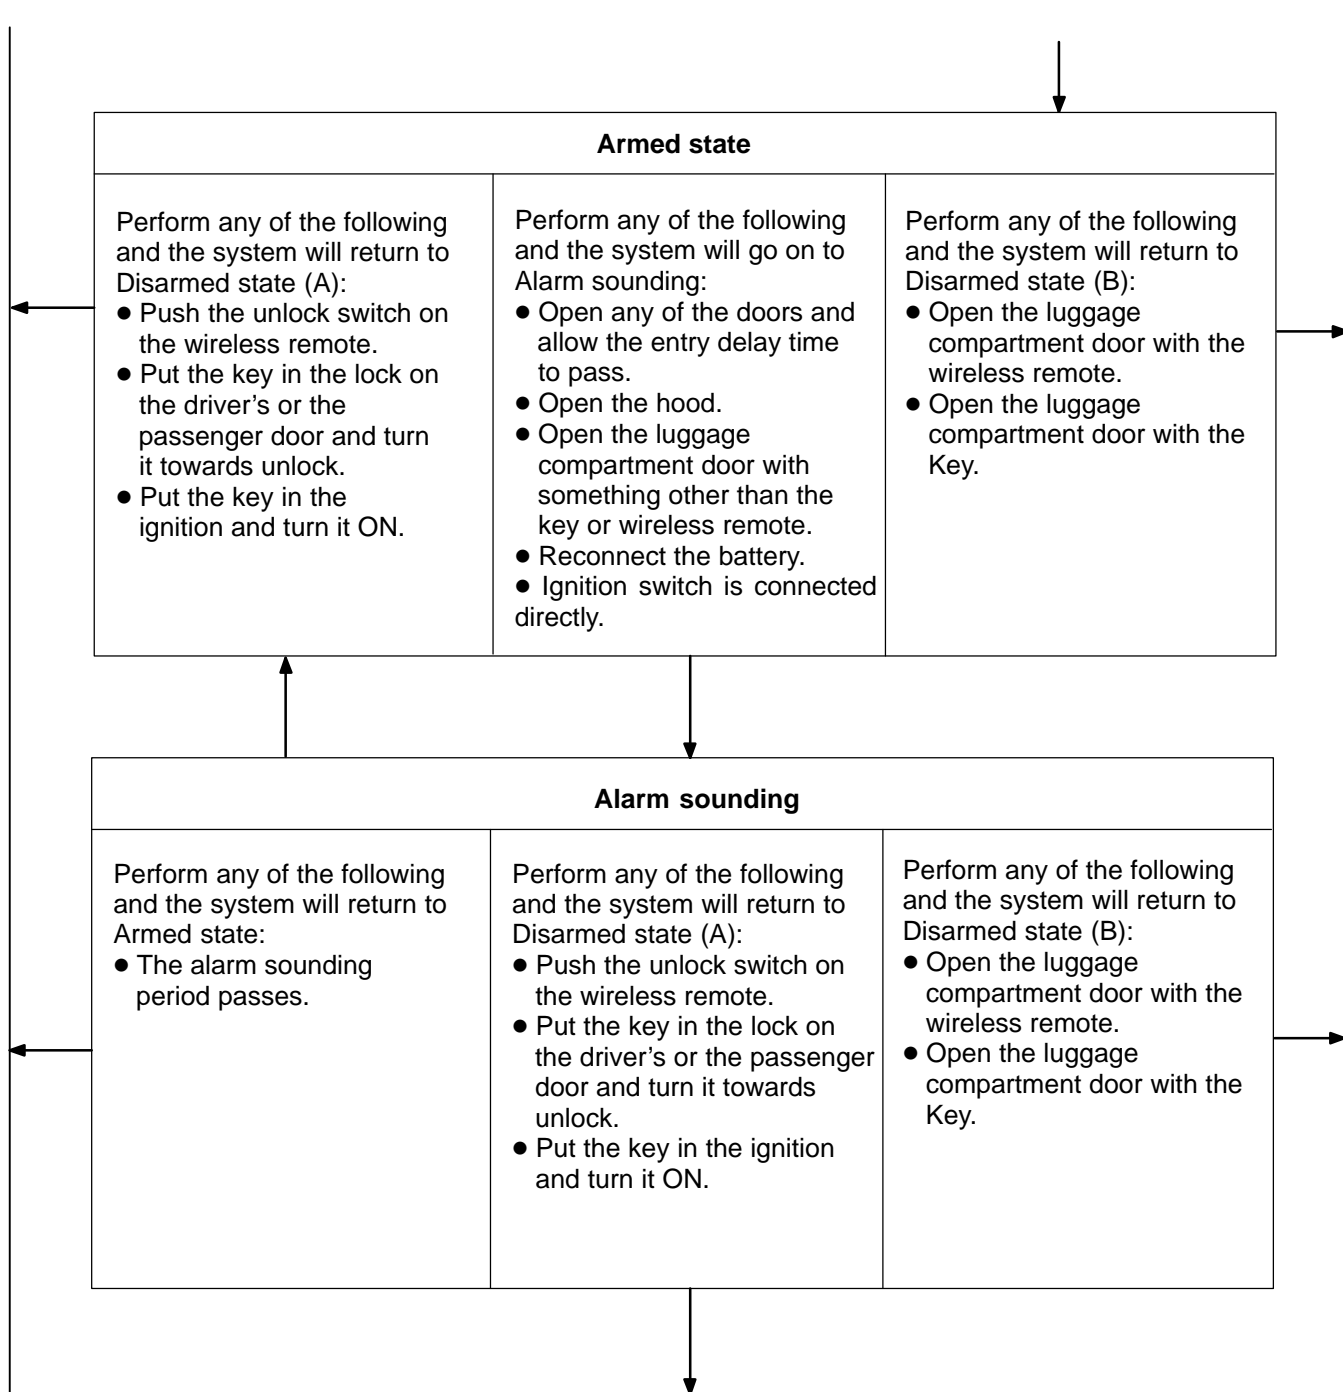 Armed state
Perform any of the following
and the system will return to
Disarmed state (A):
● Push the unlock switch on
the wireless remote.
● Put the key in the lock on
the driver's or the
passenger door and turn
it towards unlock.
● Put the key in the
ignition and turn it ON.
Perform any of the following
and the system will go on to
Alarm sounding:
● Open any of the doors and
allow the entry delay time
to pass.
● Open the hood.
● Open the luggage
compartment door with
something other than the
key or wireless remote.
● Reconnect the battery.
● Ignition switch is connected
directly.
Perform any of the following
and the system will return to
Disarmed state (B):
● Open the luggage
compartment door with the
wireless remote.
● Open the luggage
compartment door with the
Key.
Alarm sounding
Perform any of the following
and the system will return to
Armed state:
● The alarm sounding
period passes.
Perform any of the following
and the system will return to
Disarmed state (A):
● Push the unlock switch on
the wireless remote.
● Put the key in the lock on
the driver's or the passenger
door and turn it towards
unlock.
● Put the key in the ignition
and turn it ON.
Perform any of the following
and the system will return to
Disarmed state (B):
● Open the luggage
compartment door with the
wireless remote.
● Open the luggage
compartment door with the
Key.